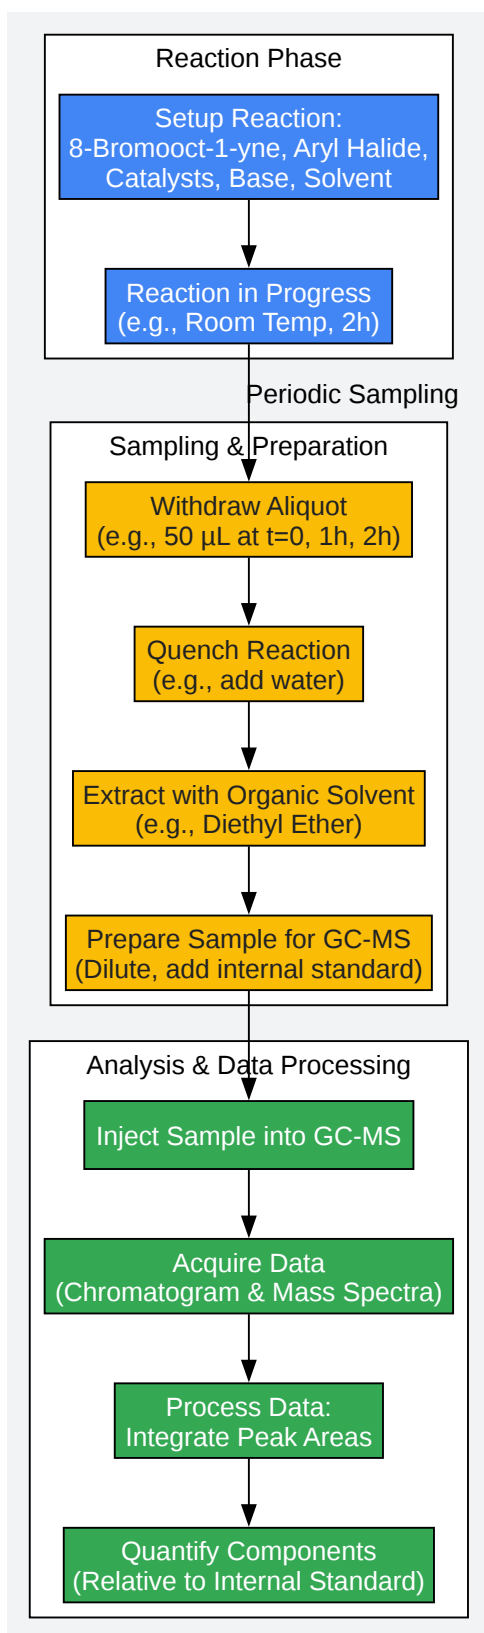 Reaction Phase
Setup Reaction:
8-Bromooct-1-yne, Aryl Halide,
Catalysts, Base, Solvent
Reaction in Progress
(e.g., Room Temp, 2h)
Periodic Sampling
Sampling & Preparation
Withdraw Aliquot
(e.g., 50 µL at t=0, 1h, 2h)
Quench Reaction
(e.g., add water)
Extract with Organic Solvent
(e.g., Diethyl Ether)
Prepare Sample for GC-MS
(Dilute, add internal standard)
Analysis & Data Processing
Inject Sample into GC-MS
Acquire Data
(Chromatogram & Mass Spectra)
Process Data:
Integrate Peak Areas
Quantify Components
(Relative to Internal Standard)